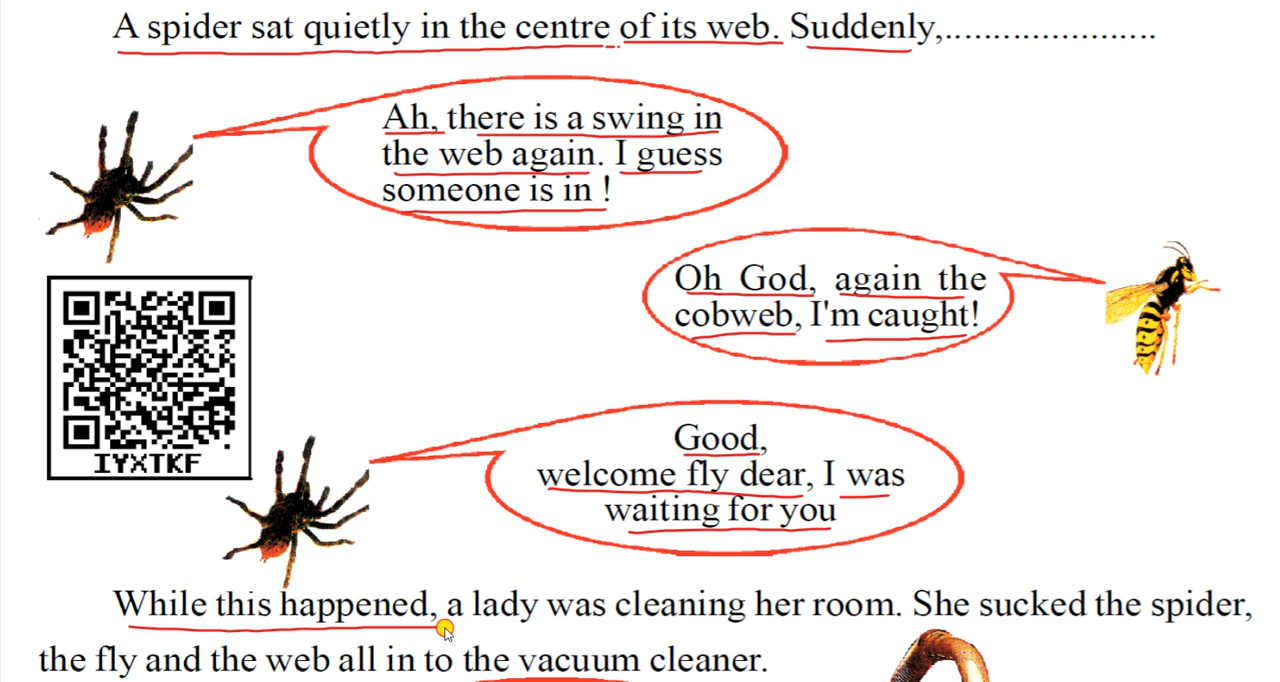 A spider sat quietly in the centre of its web. Suddenly,......................
Ah, there is a swing in
the web again. I guess
someone is in !
Oh God, again the
cobweb, I'm caught!
IYXTKF
Good,
welcome fly dear, I was
waiting for you
While this happened, a lady was cleaning her room. She sucked the spider,
the fly and the web all in to the vacuum cleaner.